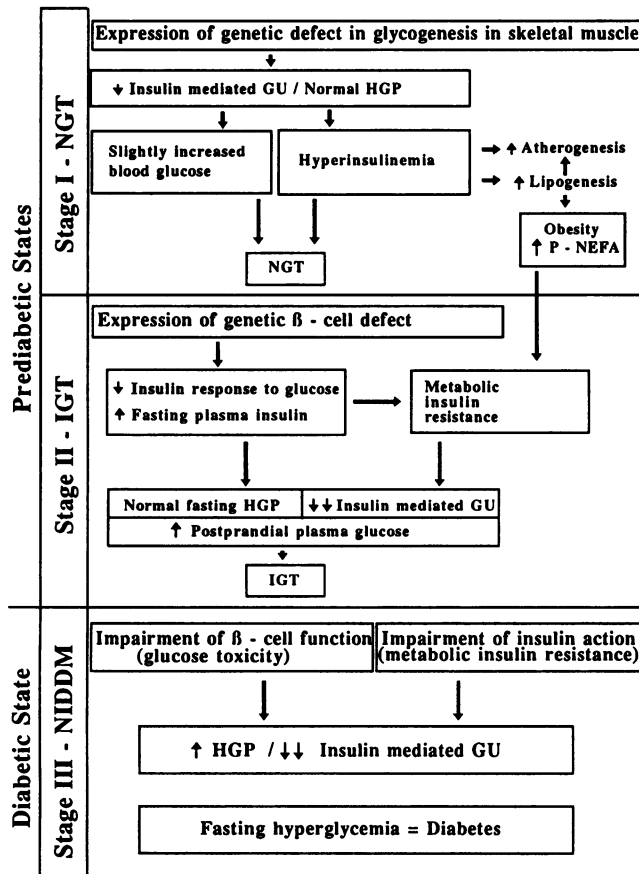 Prediabetic States
Diabetic State
Stage I - NGT
Expression of genetic defect in glycogenesis in skeletal muscle
↓ Insulin mediated GU / Normal HGP
Slightly increased
blood glucose
Hyperinsulinemia
↑ Atherogenesis
↑ Lipogenesis
Obesity
↑ P - NEFA
NGT
Stage II - IGT
Expression of genetic ß - cell defect
↓ Insulin response to glucose
↑ Fasting plasma insulin
Metabolic
insulin
resistance
Normal fasting HGP
↓↓ Insulin mediated GU
↑ Postprandial plasma glucose
IGT
Stage III - NIDDM
Impairment of ß - cell function
(glucose toxicity)
Impairment of insulin action
(metabolic insulin resistance)
↑ HGP / ↓↓ Insulin mediated GU
Fasting hyperglycemia = Diabetes